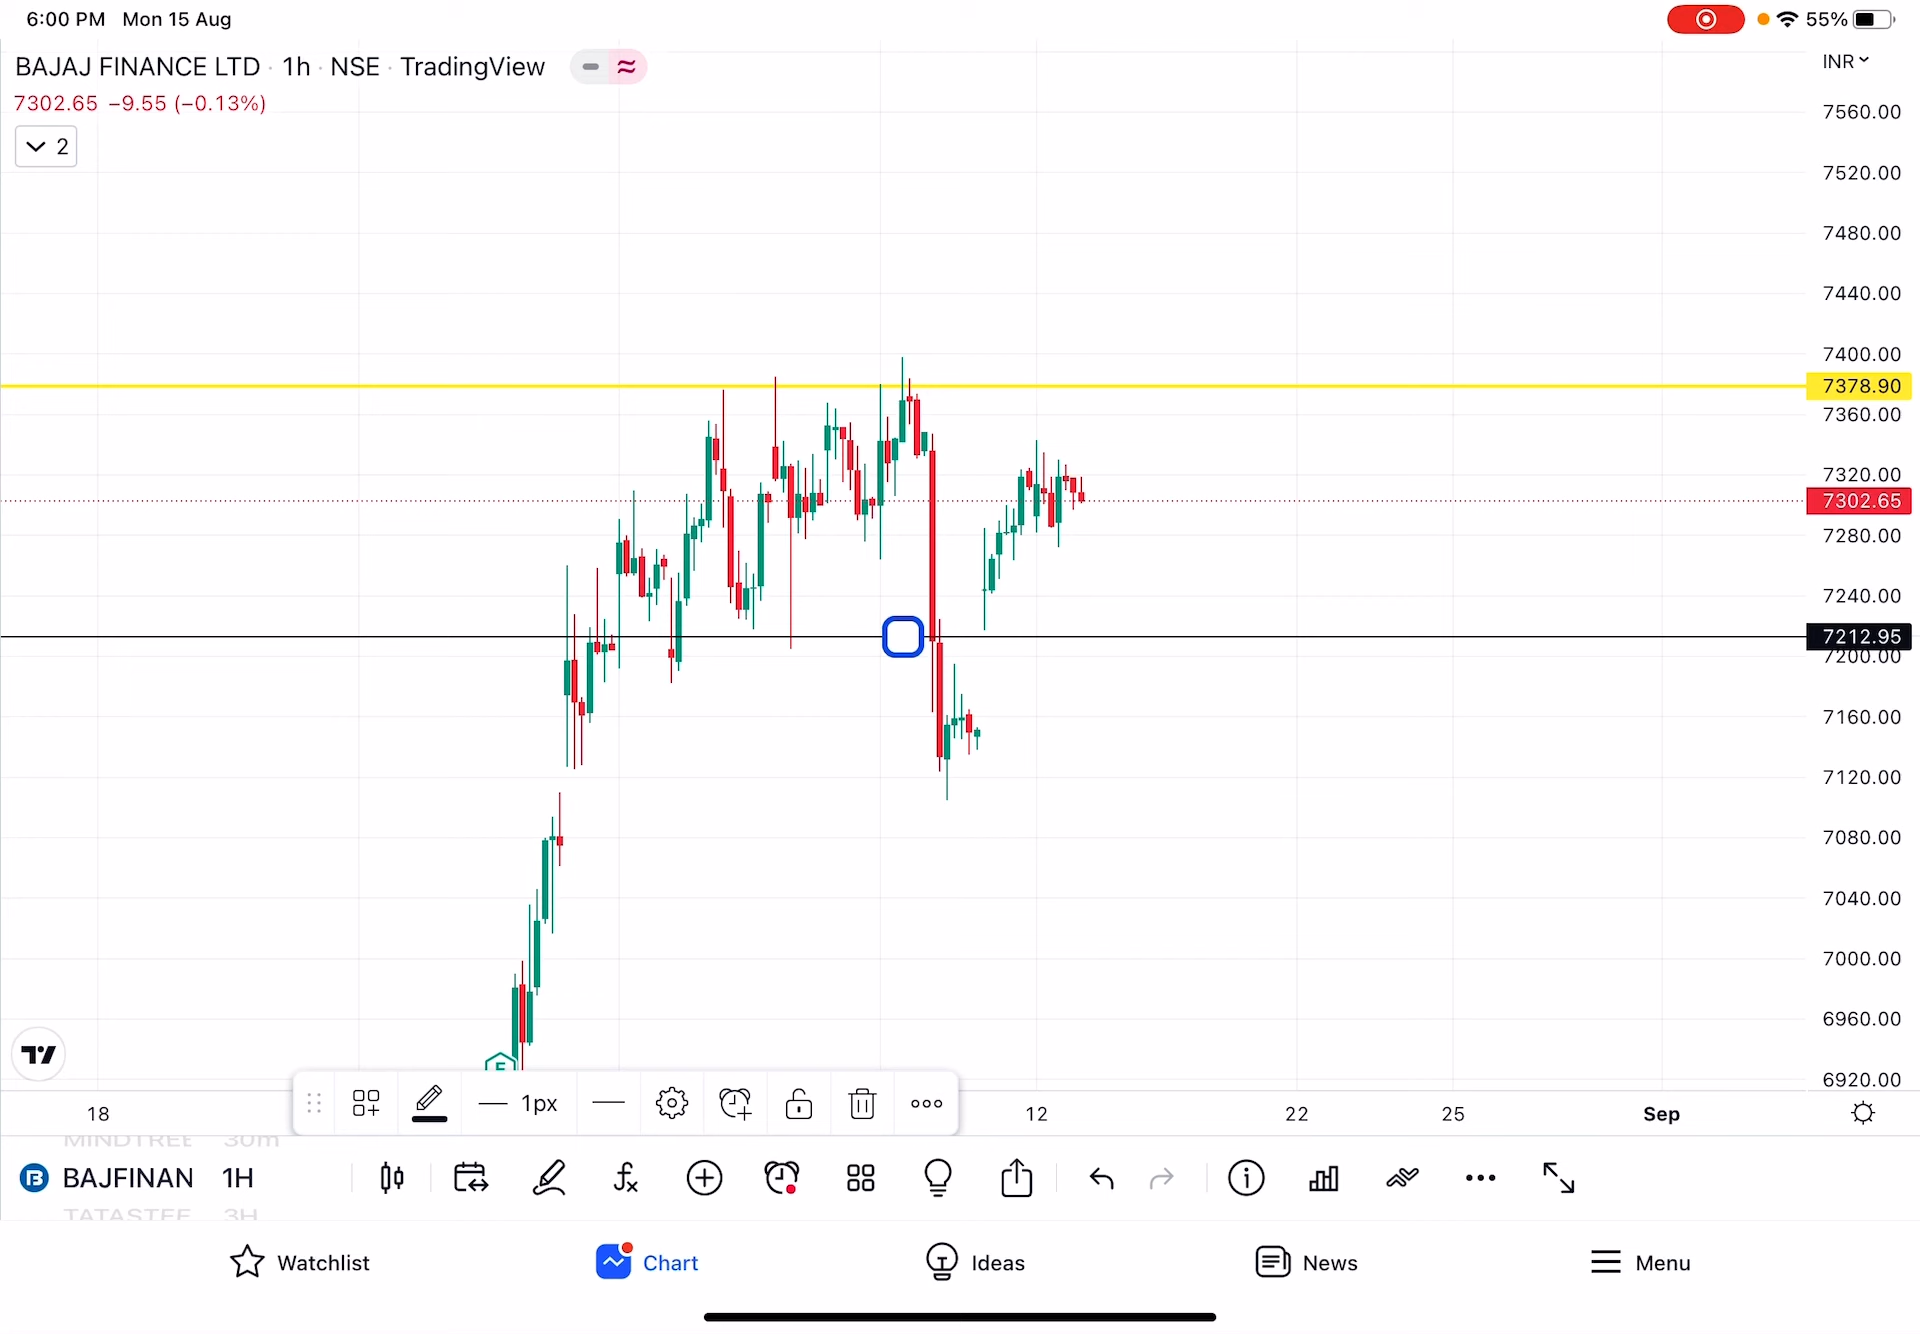 6:00 PM Mon 15 Aug
55%
BAJAJ FINANCE LTD · 1h · NSE · TradingView
INR
7302.65 −9.55 (−0.13%)
2
7560.00
7520.00
7480.00
7440.00
7400.00
7378.90
7360.00
7320.00
7302.65
7280.00
7240.00
7212.95
7200.00
7160.00
7120.00
7080.00
7040.00
7000.00
6960.00
6920.00
E
1px
18
12
22
25
Sep
MINDTREE 30m
BAJFINAN 1H
TATASTEE 3H
Watchlist
Chart
Ideas
News
Menu